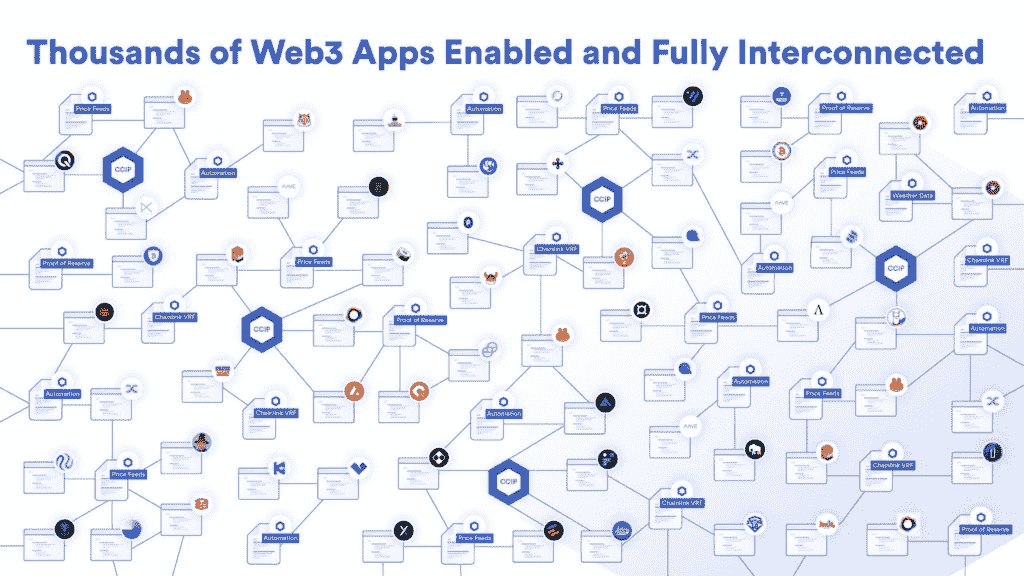 Thousands of Web3 Apps Enabled and Fully Interconnected
Price Feeds
Automation
Price Feeds
Proof of Reserve
Automation
CCIP
Automation
Price Feeds
AAVE
CCIP
AAVE
Weather Data
Proof of Reserve
Price Feeds
Chainlink VRF
Automation
CCIP
Chainlink VRF
Chainlink VRF
CCIP
Proof of Reserve
Price Feeds
Automation
Automation
Chainlink VRF
Automation
Automation
Price Feeds
AAVE
Price Feeds
CCIP
Chainlink VRF
Chainlink VRF
Automation
Price Feeds
Proof of Reserve